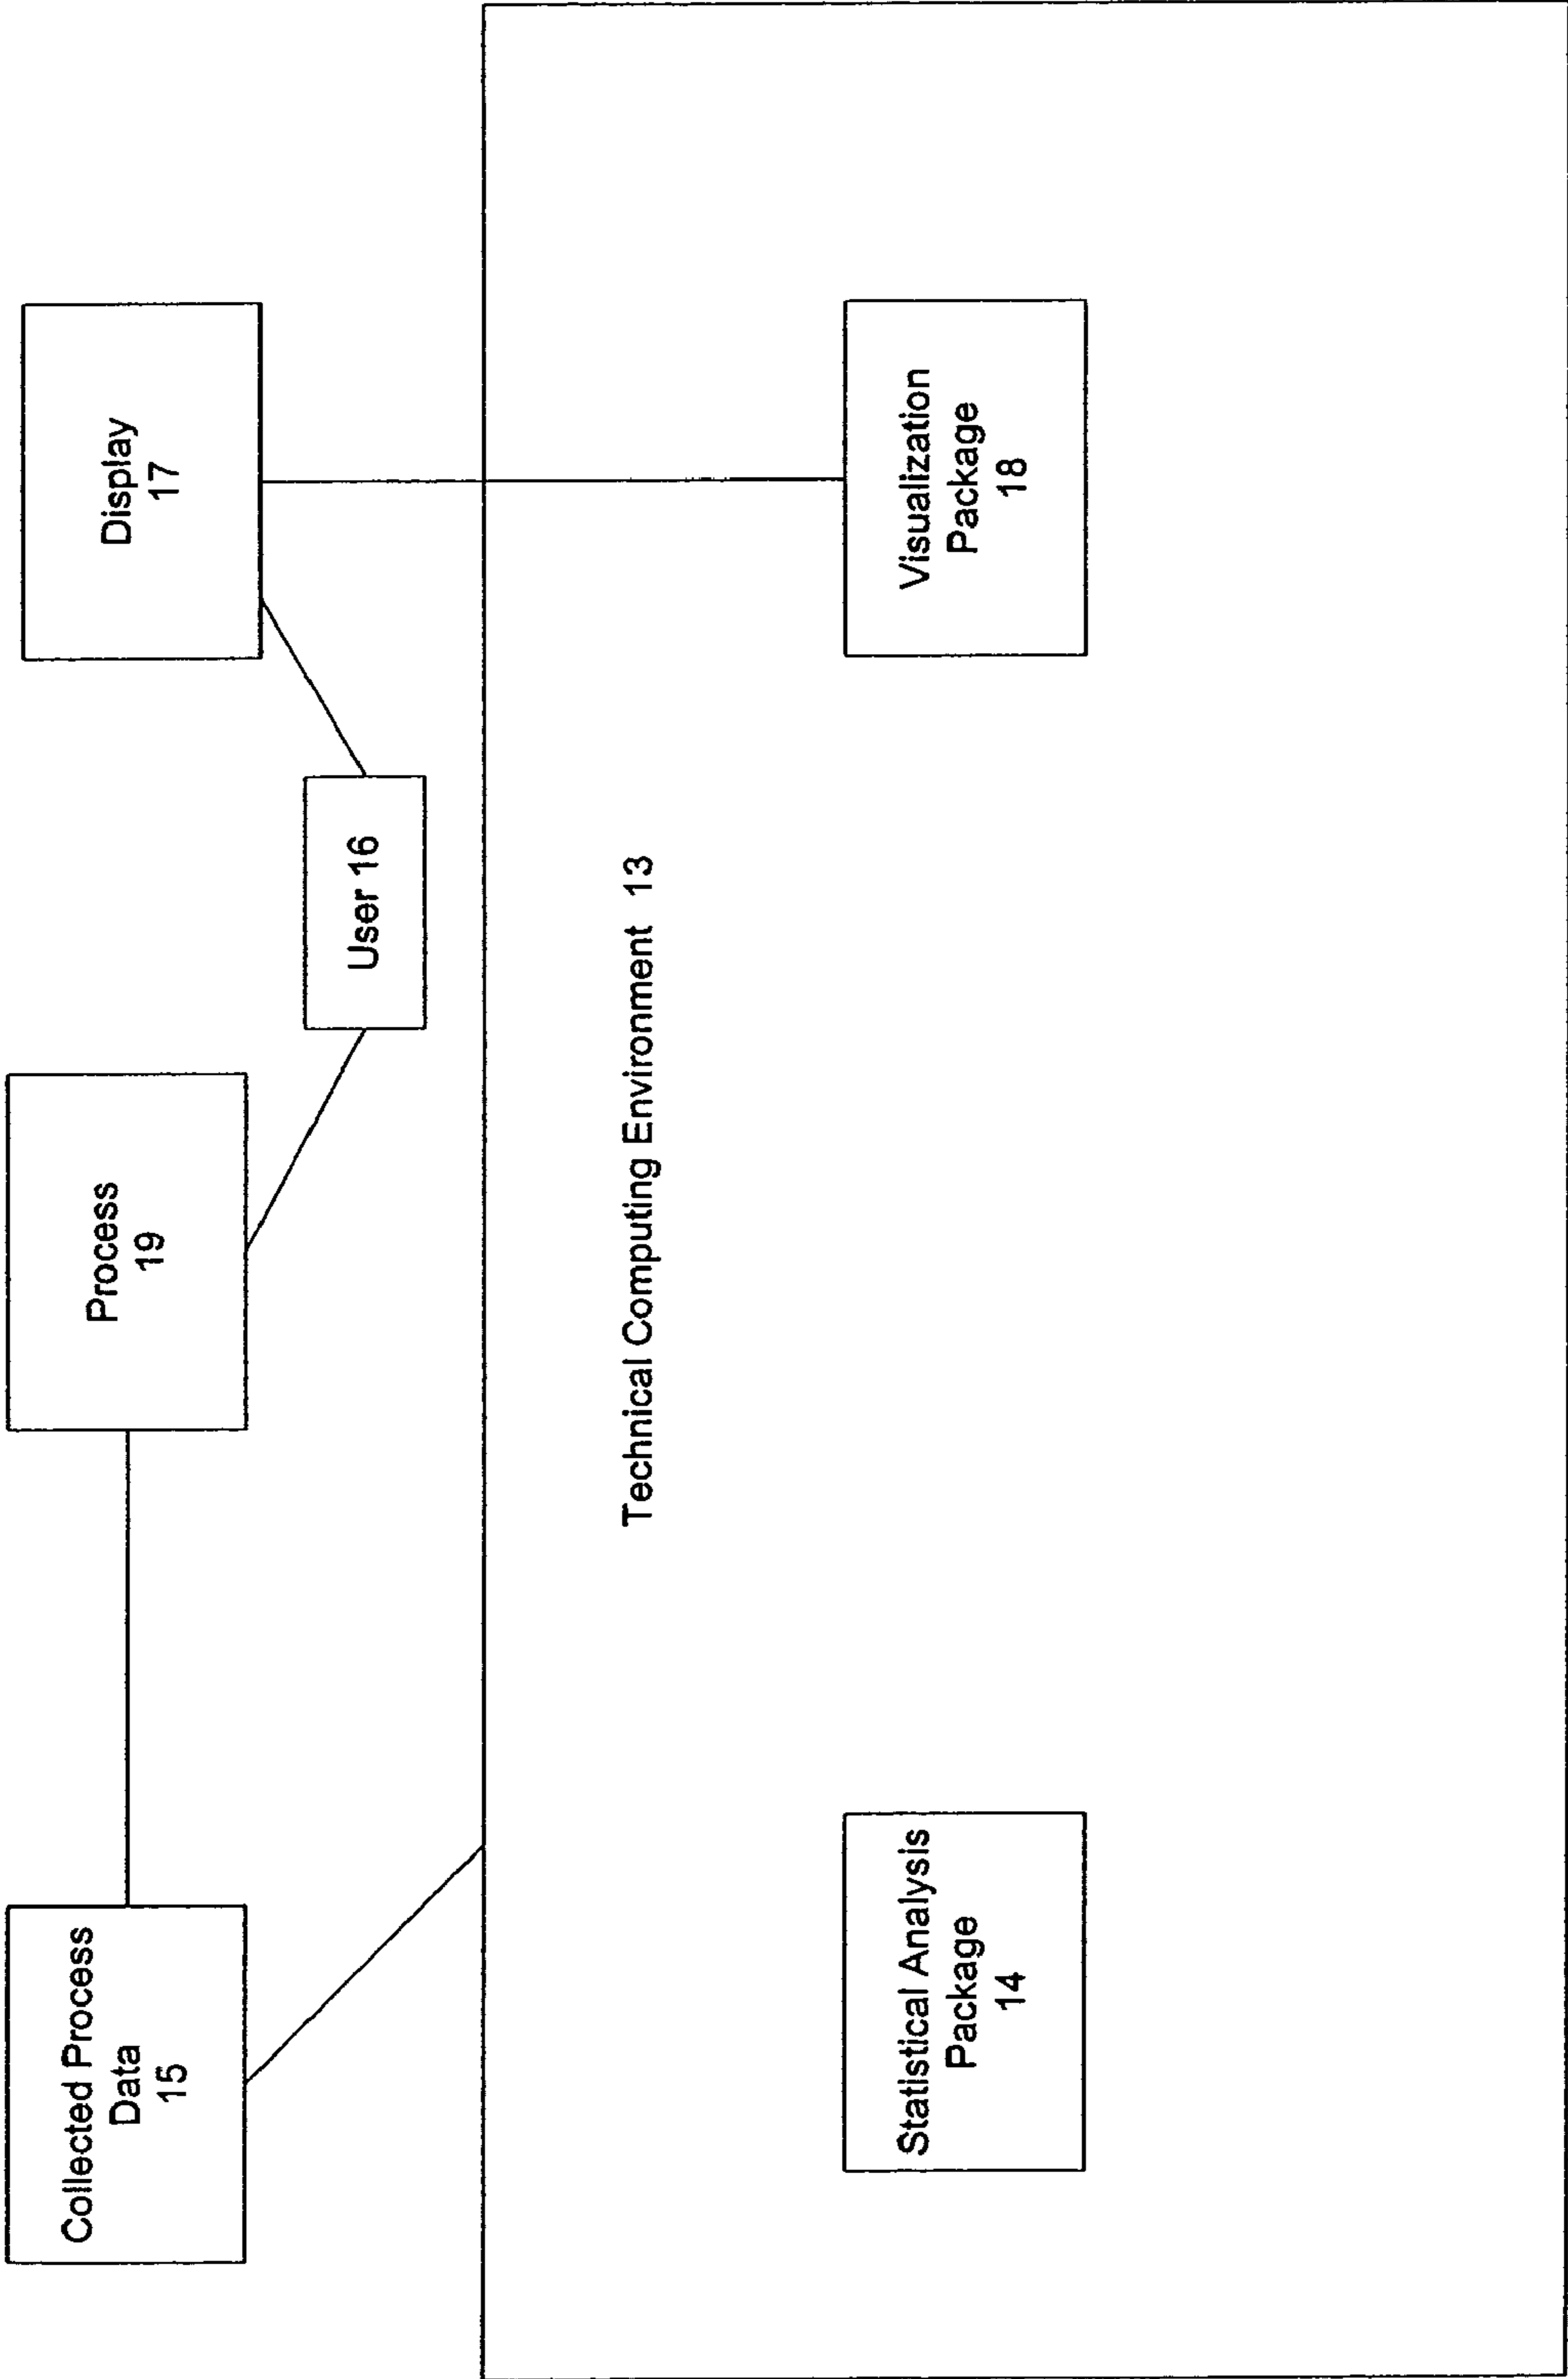 Collected Process
Data
15
Process
19
Display
17
User 16
Technical Computing Environment 13
Statistical Analysis
Package
14
Visualization
Package
18